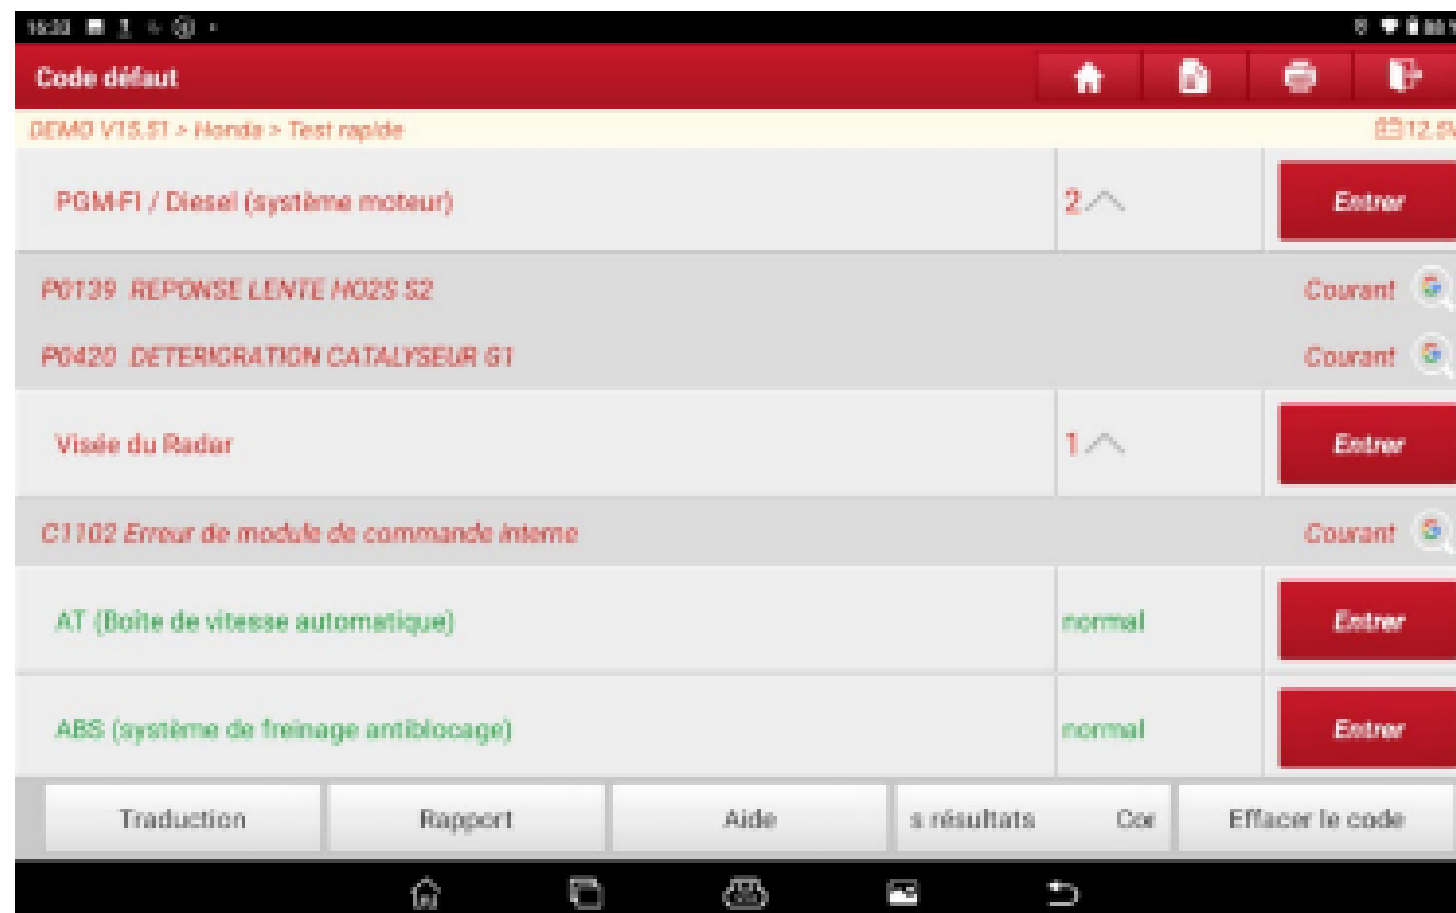 Code défaut
DEMO V15.51 > Honda > Test rapide
PGM-FI / Diesel (système moteur) 2 Entrer
P0139 REPONSE LENTE HO2S S2 Courant
P0420 DETERIORATION CATALYSEUR G1 Courant
Visée du Radar 1 Entrer
C1102 Erreur de module de commande interne Courant
AT (Boîte de vitesse automatique) normal Entrer
ABS (système de freinage antiblocage) normal Entrer
Traduction Rapport Aide s résultats Cor Effacer le code